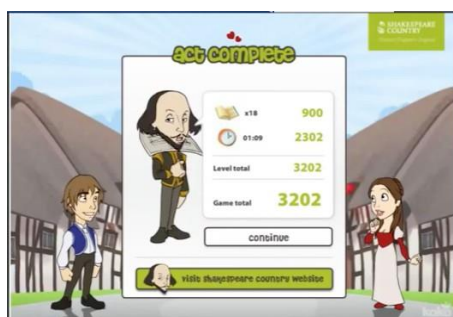 SHAKESPEARE
COUNTRY
act complete
x18 900
01:09 2302
Level total 3202
Game total 3202
continue
visit shakespeare country website